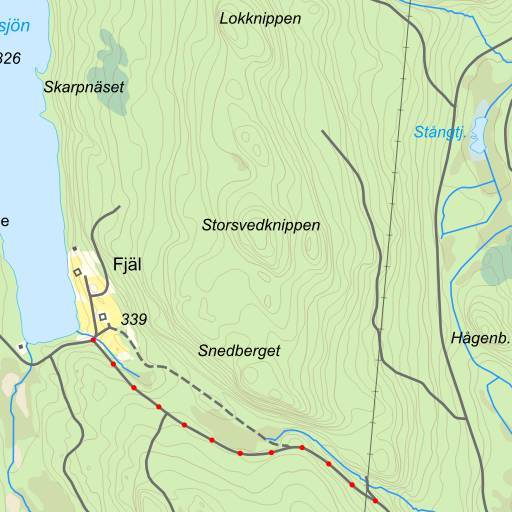 Lokknippen
sjön
326
Skarpnäset
Stångtj.
e
Storsvedknippen
Fjäl
339
Snedberget
Hågenb.